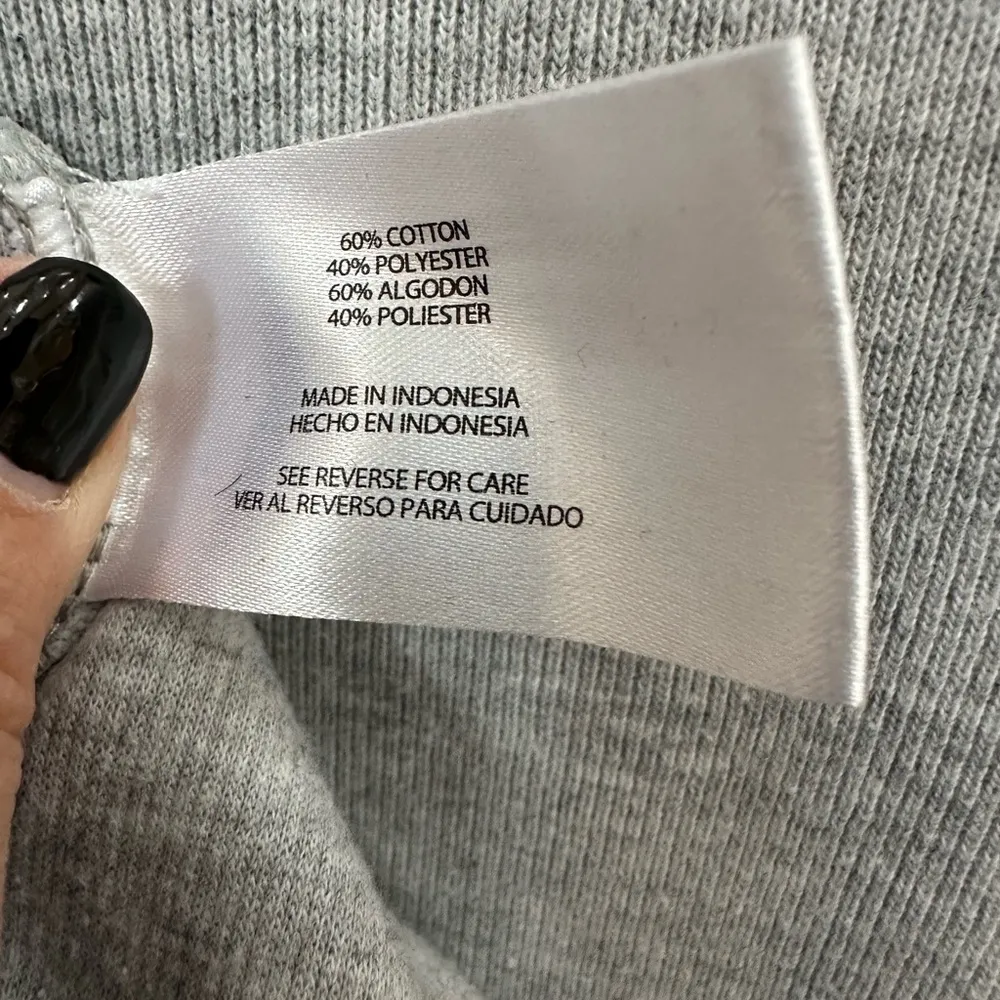 60% COTTON
40% POLYESTER
60% ALGODON
40% POLIESTER
MADE IN INDONESIA
HECHO EN INDONESIA
SEE REVERSE FOR CARE
VER AL REVERSO PARA CUIDADO